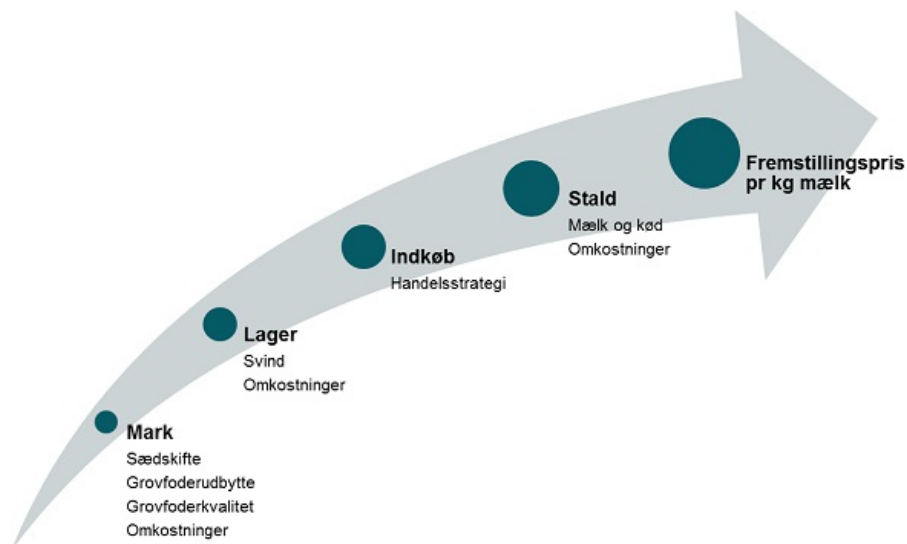 Mark
Sædskifte
Grovfoderudbytte
Grovfoderkvalitet
Omkostninger
Lager
Svind
Omkostninger
Indkøb
Handelsstrategi
Stald
Mælk og kød
Omkostninger
Fremstillingspris
pr kg mælk